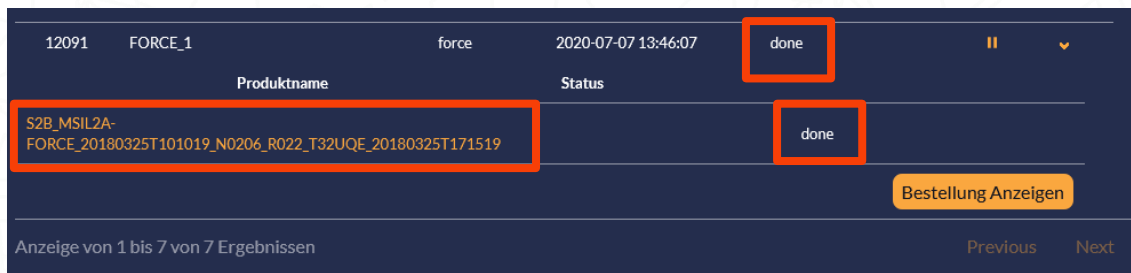 12091 FORCE_1 force 2020-07-07 13:46:07 done
Produktname Status
S2B_MSIL2A-
FORCE_20180325T101019_N0206_R022_T32UQE_20180325T171519
done
Bestellung Anzeigen
Anzeige von 1 bis 7 von 7 Ergebnissen Previous Next